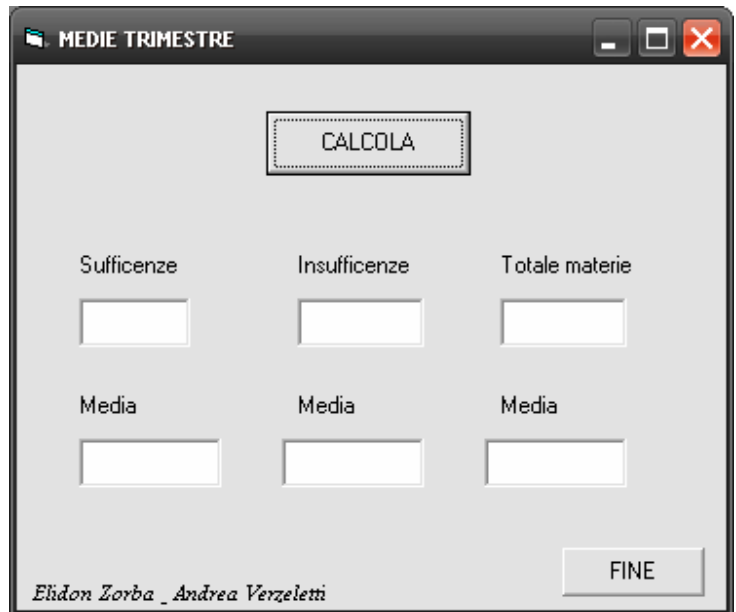 MEDIE TRIMESTRE
CALCOLA
Sufficenze Insufficenze Totale materie
Media Media Media
FINE
Elidon Zorba _ Andrea Verzeletti